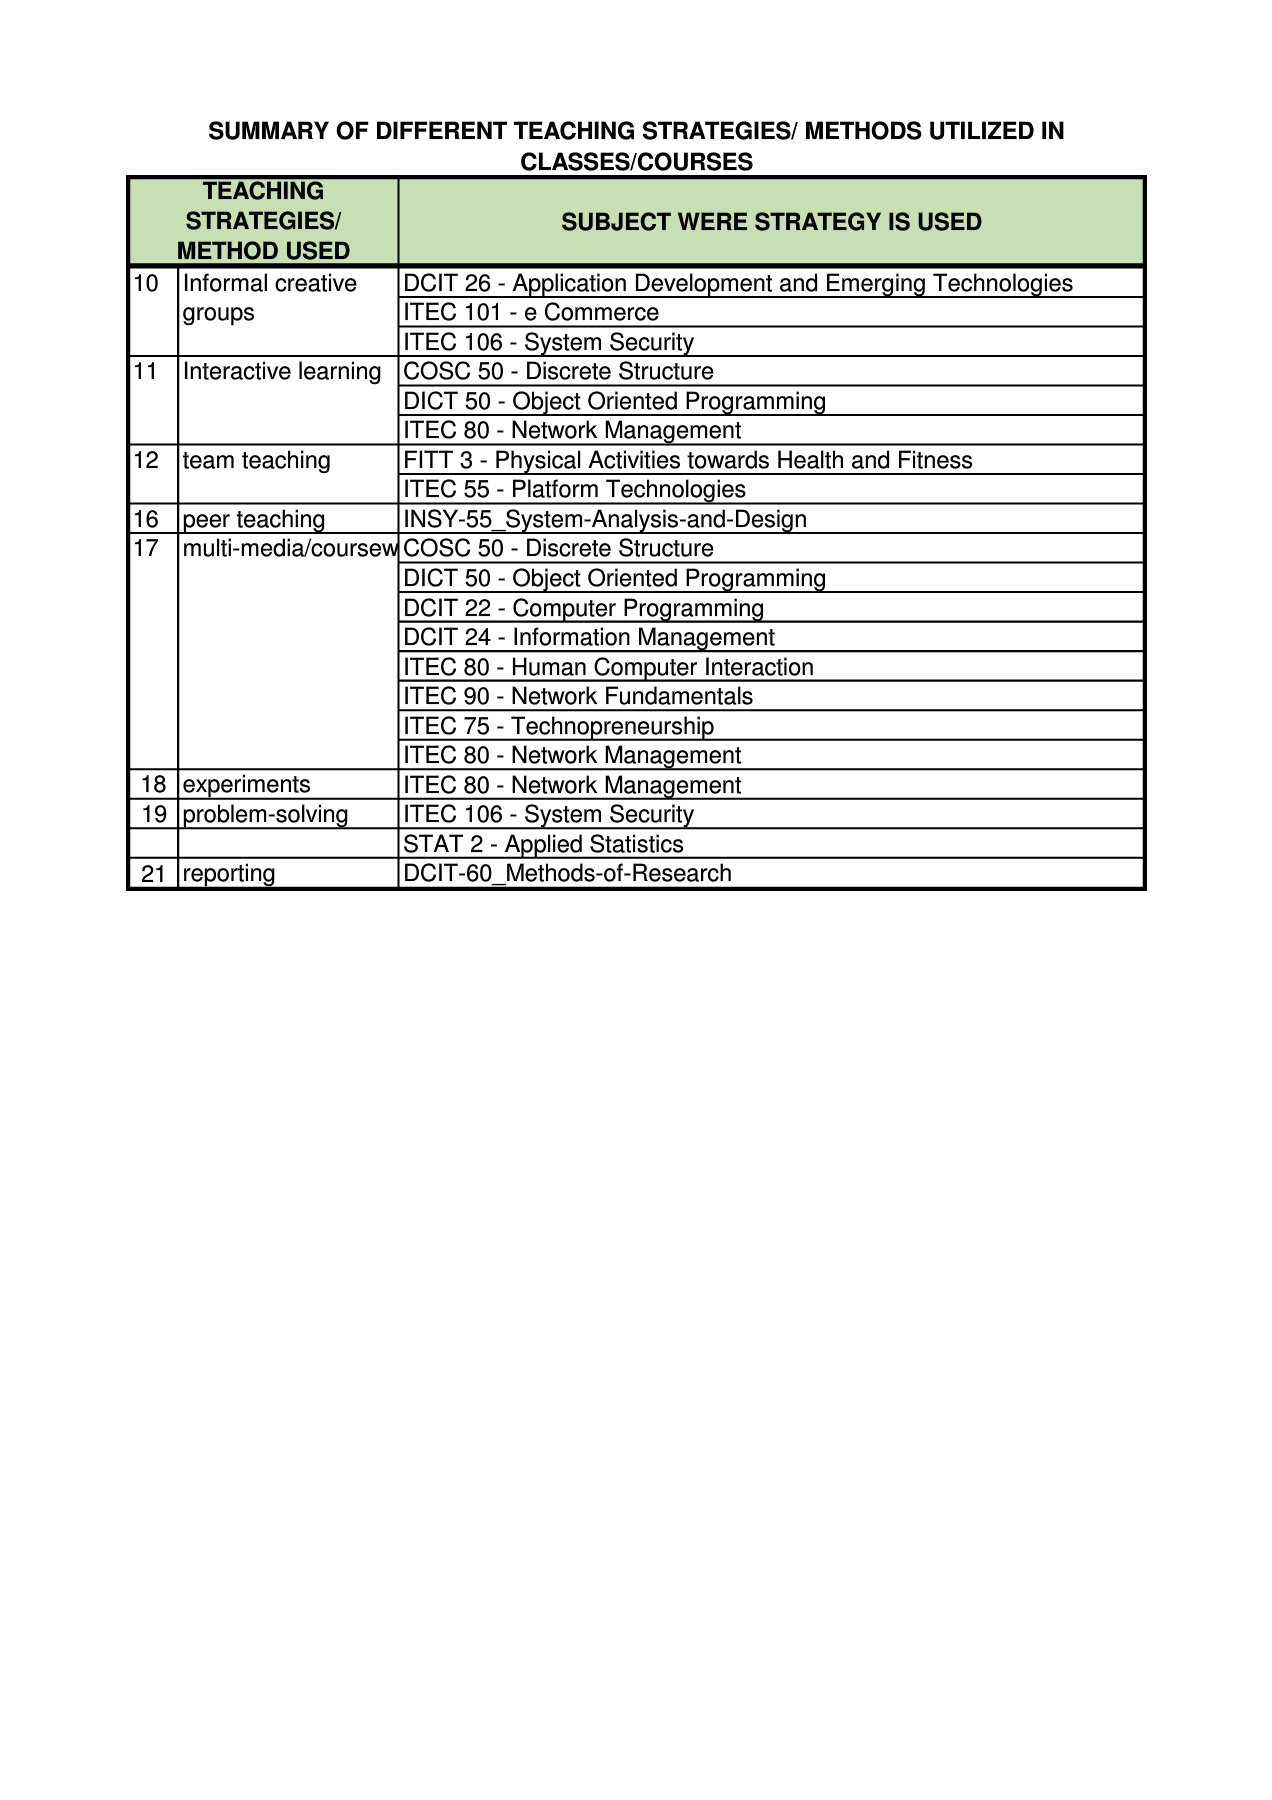 SUMMARY OF DIFFERENT TEACHING STRATEGIES/ METHODS UTILIZED IN
CLASSES/COURSES
TEACHING
STRATEGIES/
METHOD USED
SUBJECT WERE STRATEGY IS USED
10 Informal creative groups DCIT 26 - Application Development and Emerging Technologies
ITEC 101 - e Commerce
ITEC 106 - System Security
11 Interactive learning COSC 50 - Discrete Structure
DICT 50 - Object Oriented Programming
ITEC 80 - Network Management
12 team teaching FITT 3 - Physical Activities towards Health and Fitness
ITEC 55 - Platform Technologies
16 peer teaching INSY-55_System-Analysis-and-Design
17 multi-media/coursew COSC 50 - Discrete Structure
DICT 50 - Object Oriented Programming
DCIT 22 - Computer Programming
DCIT 24 - Information Management
ITEC 80 - Human Computer Interaction
ITEC 90 - Network Fundamentals
ITEC 75 - Technopreneurship
ITEC 80 - Network Management
18 experiments ITEC 80 - Network Management
19 problem-solving ITEC 106 - System Security
STAT 2 - Applied Statistics
21 reporting DCIT-60_Methods-of-Research